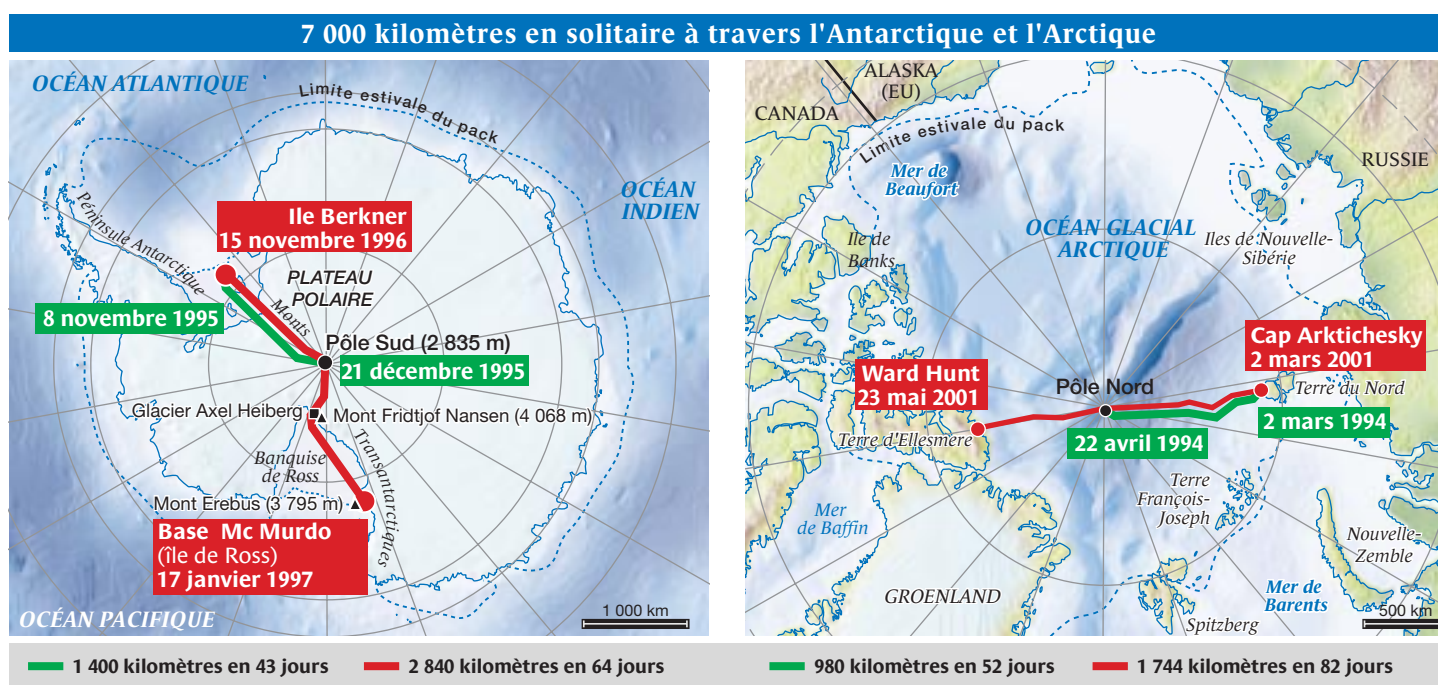 7 000 kilomètres en solitaire à travers l'Antarctique et l'Arctique
OCÉAN ATLANTIQUE
Limite estivale du pack
OCÉAN
INDIEN
Péninsule Antarctique
Ile Berkner
15 novembre 1996
PLATEAU
POLAIRE
Monts
8 novembre 1995
Pôle Sud (2 835 m)
21 décembre 1995
Glacier Axel Heiberg
Mont Fridtjof Nansen (4 068 m)
Transantarctiques
Banquise
de Ross
Mont Erebus (3 795 m)
Base Mc Murdo
(île de Ross)
17 janvier 1997
OCÉAN PACIFIQUE
1 000 km
ALASKA
(EU)
CANADA
Limite estivale du pack
RUSSIE
Mer de
Beaufort
OCÉAN GLACIAL
ARCTIQUE
Ile de
Banks
Iles de Nouvelle-
Sibérie
Cap Arktichesky
2 mars 2001
Ward Hunt
23 mai 2001
Pôle Nord
Terre du Nord
2 mars 1994
22 avril 1994
Terre d'Ellesmere
Terre
François-
Joseph
Mer
de Baffin
Nouvelle-
Zemble
GROENLAND
Mer de
Barents
Spitzberg
500 km
1 400 kilomètres en 43 jours
2 840 kilomètres en 64 jours
980 kilomètres en 52 jours
1 744 kilomètres en 82 jours